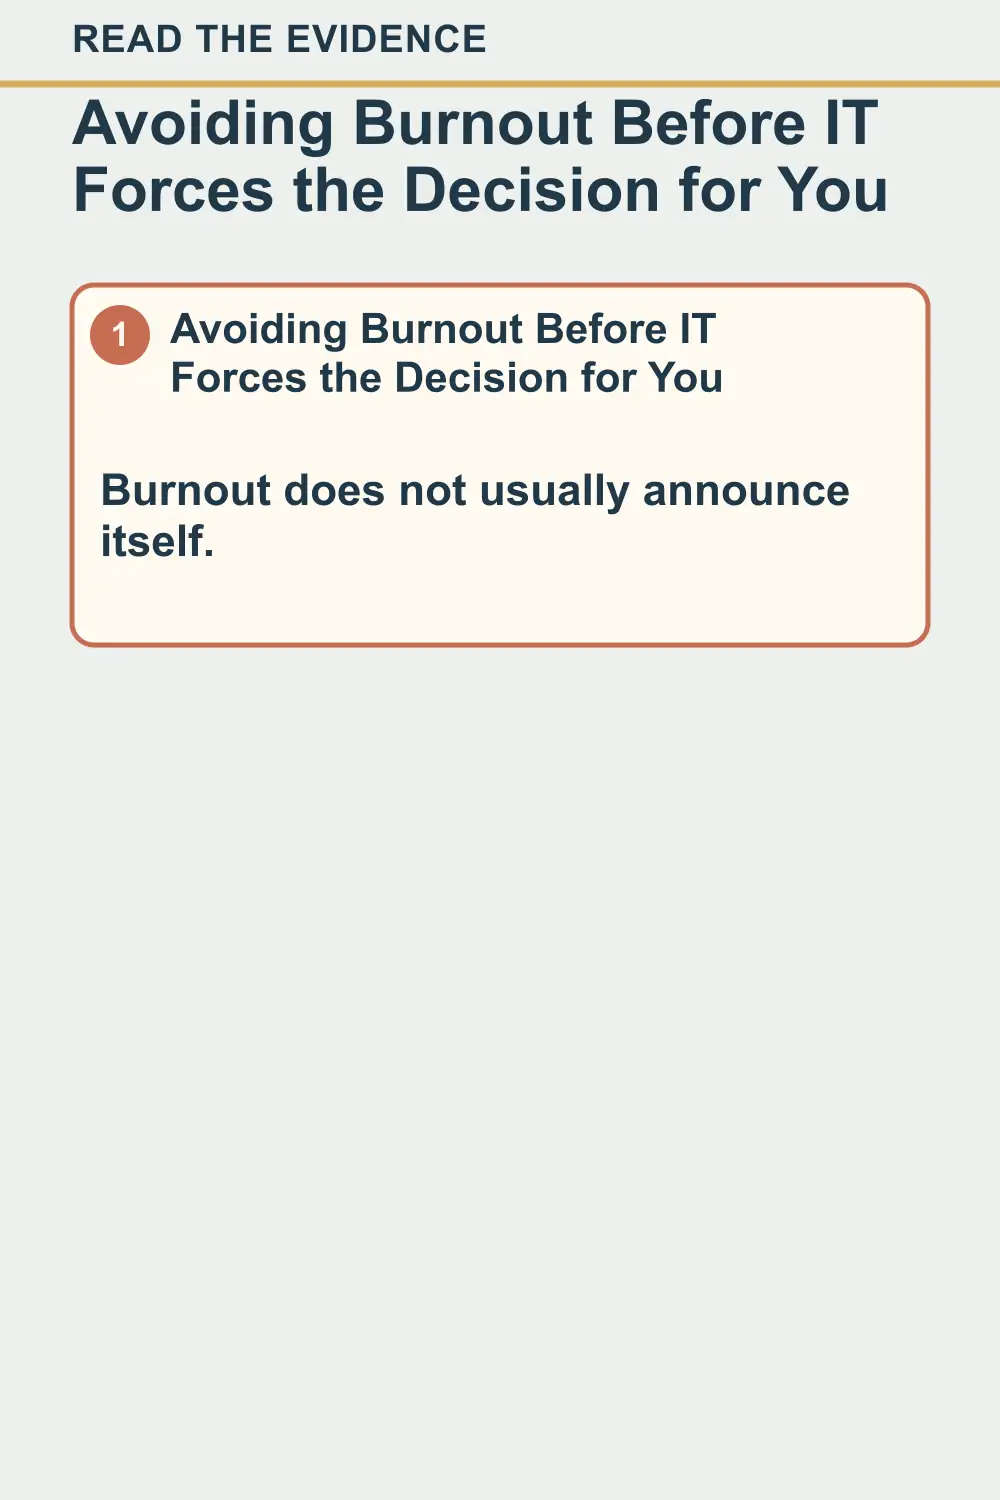 READ THE EVIDENCE
Avoiding Burnout Before IT
Forces the Decision for You
1
Avoiding Burnout Before IT
Forces the Decision for You
Burnout does not usually announce
itself.